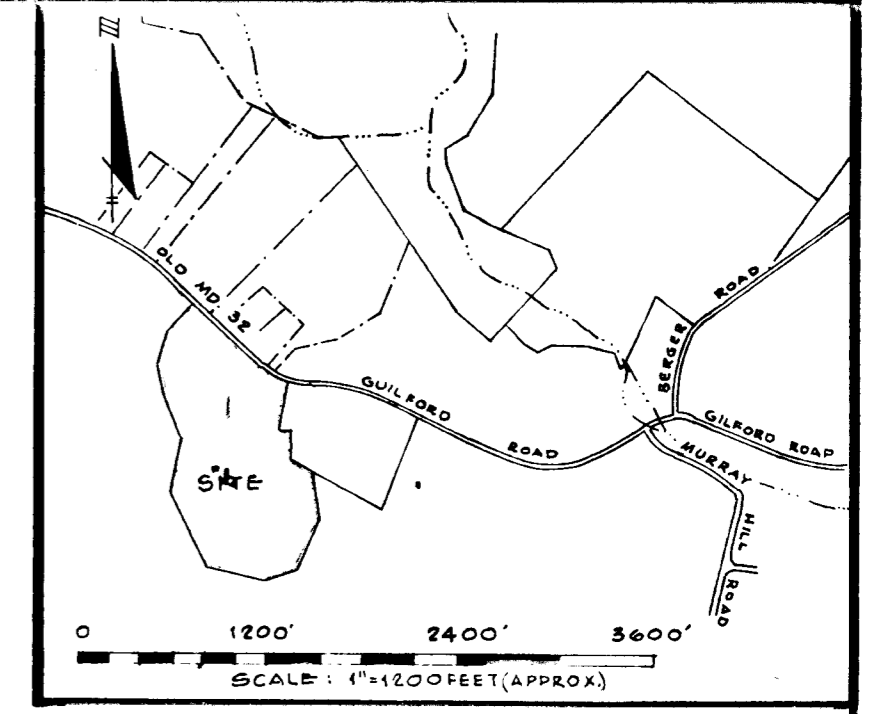 N
OLD MD. 32
GUILFORD ROAD
BERGER ROAD
GILFORD ROAD
MURRAY HILL ROAD
SITE
0 1200' 2400' 3600'
SCALE: 1"=1200FEET(APPROX.)